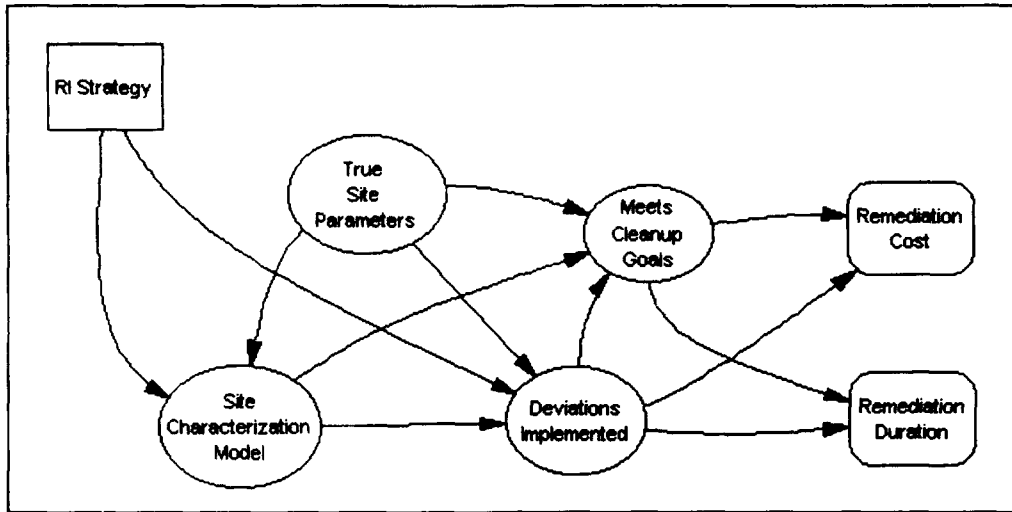 RI Strategy
True
Site
Parameters
Meets
Cleanup
Goals
Remediation
Cost
Site
Characterization
Model
Deviations
Implemented
Remediation
Duration